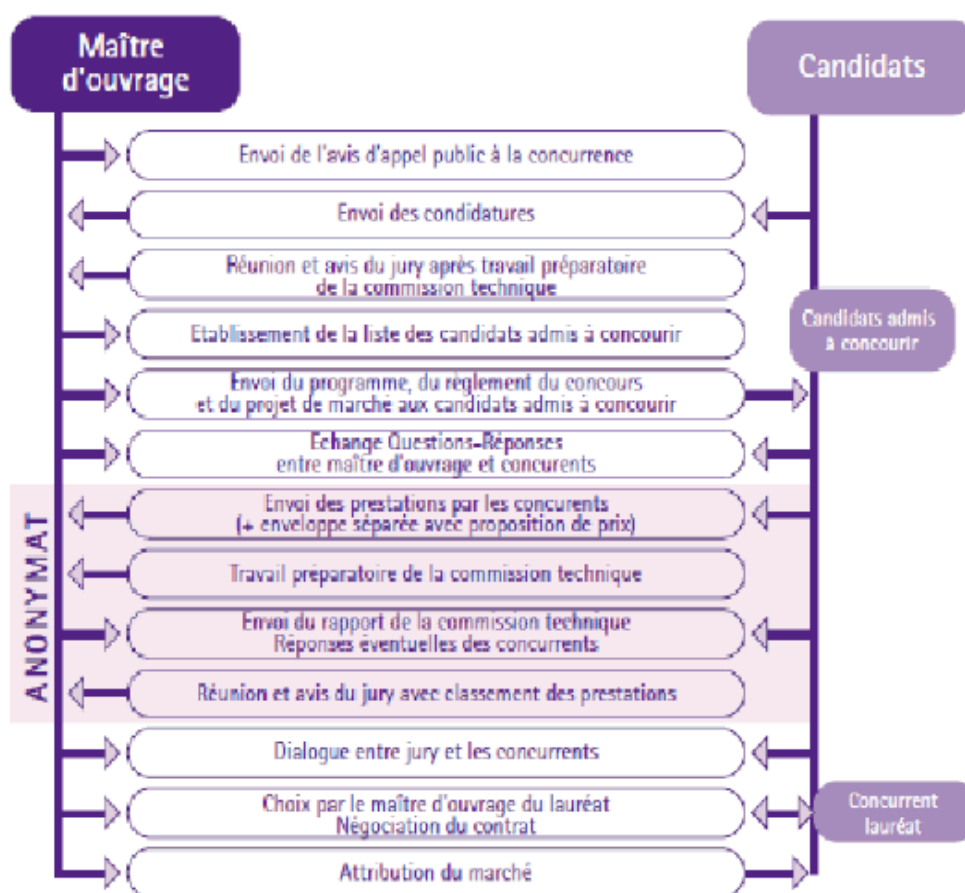 Maître
d'ouvrage
Candidats
Envoi de l'avis d'appel public à la concurrence
Envoi des condidatures
Réunion et avis du jury après travail préparatoire
de la commission technique
Etablissement de la liste des candidats admis à concourir
Candidats admis
à concourir
Envoi du programme, du règlement du concours
et du projet de marché aux candidats admis à concourir
Echange Questions-Réponses
entre maître d'ouvrage et concurents
ANONYMAT
Envoi des prestations par les concurents
(+ enveloppe séparée avec proposition de prix)
Travail préparatoire de la commission technique
Envoi du rapport de la commission technique
Réponses éventuelles des concurrents
Réunion et avis du jury avec classement des prestations
Dialogue entre jury et les concurrents
Choix par le maître d'ouvrage du lauréat
Négociation du contrat
Concurrent
lauréat
Attribution du marché